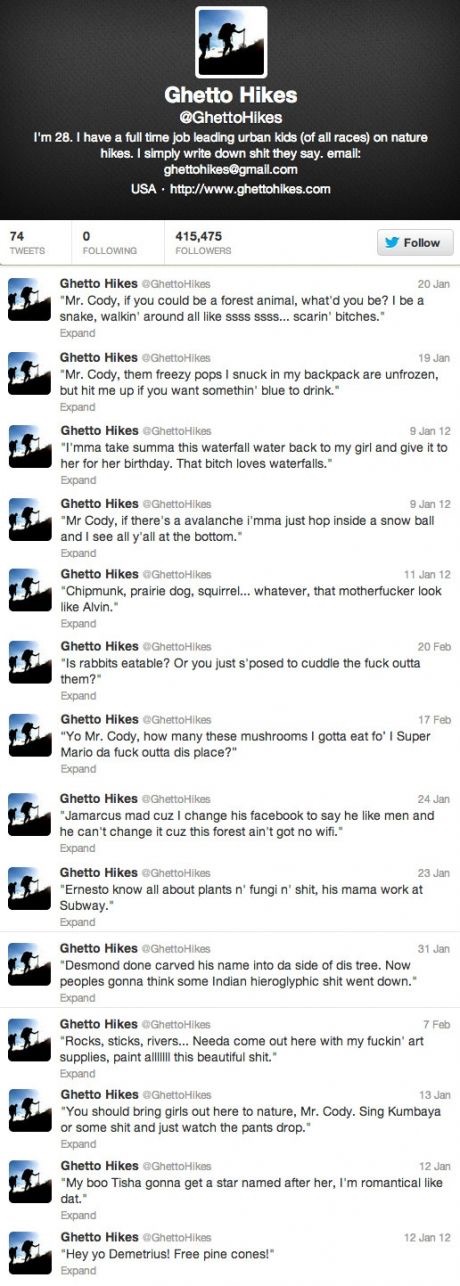 Ghetto Hikes
@GhettoHikes
I'm 28. I have a full time job leading urban kids (of all races) on nature
hikes. I simply write down shit they say. email:
ghettohikes@gmail.com
USA · http://www.ghettohikes.com
74 0 415,475 Follow
TWEETS FOLLOWING FOLLOWERS
Ghetto Hikes @GhettoHikes 20 Jan
"Mr. Cody, if you could be a forest animal, what'd you be? I be a
snake, walkin' around all like ssss ssss... scarin' bitches."
Expand
Ghetto Hikes @GhettoHikes 19 Jan
"Mr. Cody, them freezy pops I snuck in my backpack are unfrozen,
but hit me up if you want somethin' blue to drink."
Expand
Ghetto Hikes @GhettoHikes 9 Jan 12
"I'mma take summa this waterfall water back to my girl and give it to
her for her birthday. That bitch loves waterfalls."
Expand
Ghetto Hikes @GhettoHikes 9 Jan 12
"Mr Cody, if there's a avalanche i'mma just hop inside a snow ball
and I see all y'all at the bottom."
Expand
Ghetto Hikes @GhettoHikes 11 Jan 12
"Chipmunk, prairie dog, squirrel... whatever, that motherfucker look
like Alvin."
Expand
Ghetto Hikes @GhettoHikes 20 Feb
"Is rabbits eatable? Or you just s'posed to cuddle the fuck outta
them?"
Expand
Ghetto Hikes @GhettoHikes 17 Feb
“Yo Mr. Cody, how many these mushrooms I gotta eat fo’ I Super
Mario da fuck outta dis place?”
Expand
Ghetto Hikes @GhettoHikes 24 Jan
"Jamarcus mad cuz I change his facebook to say he like men and
he can't change it cuz this forest ain't got no wifi."
Expand
Ghetto Hikes @GhettoHikes 23 Jan
"Ernesto know all about plants n' fungi n' shit, his mama work at
Subway."
Expand
Ghetto Hikes @GhettoHikes 31 Jan
"Desmond done carved his name into da side of dis tree. Now
peoples gonna think some Indian hieroglyphic shit went down."
Expand
Ghetto Hikes @GhettoHikes 7 Feb
"Rocks, sticks, rivers... Needa come out here with my fuckin' art
supplies, paint alllllll this beautiful shit."
Expand
Ghetto Hikes @GhettoHikes 13 Jan
"You should bring girls out here to nature, Mr. Cody. Sing Kumbaya
or some shit and just watch the pants drop."
Expand
Ghetto Hikes @GhettoHikes 12 Jan
"My boo Tisha gonna get a star named after her, I'm romantical like
dat."
Expand
Ghetto Hikes @GhettoHikes 12 Jan 12
"Hey yo Demetrius! Free pine cones!"
Expand